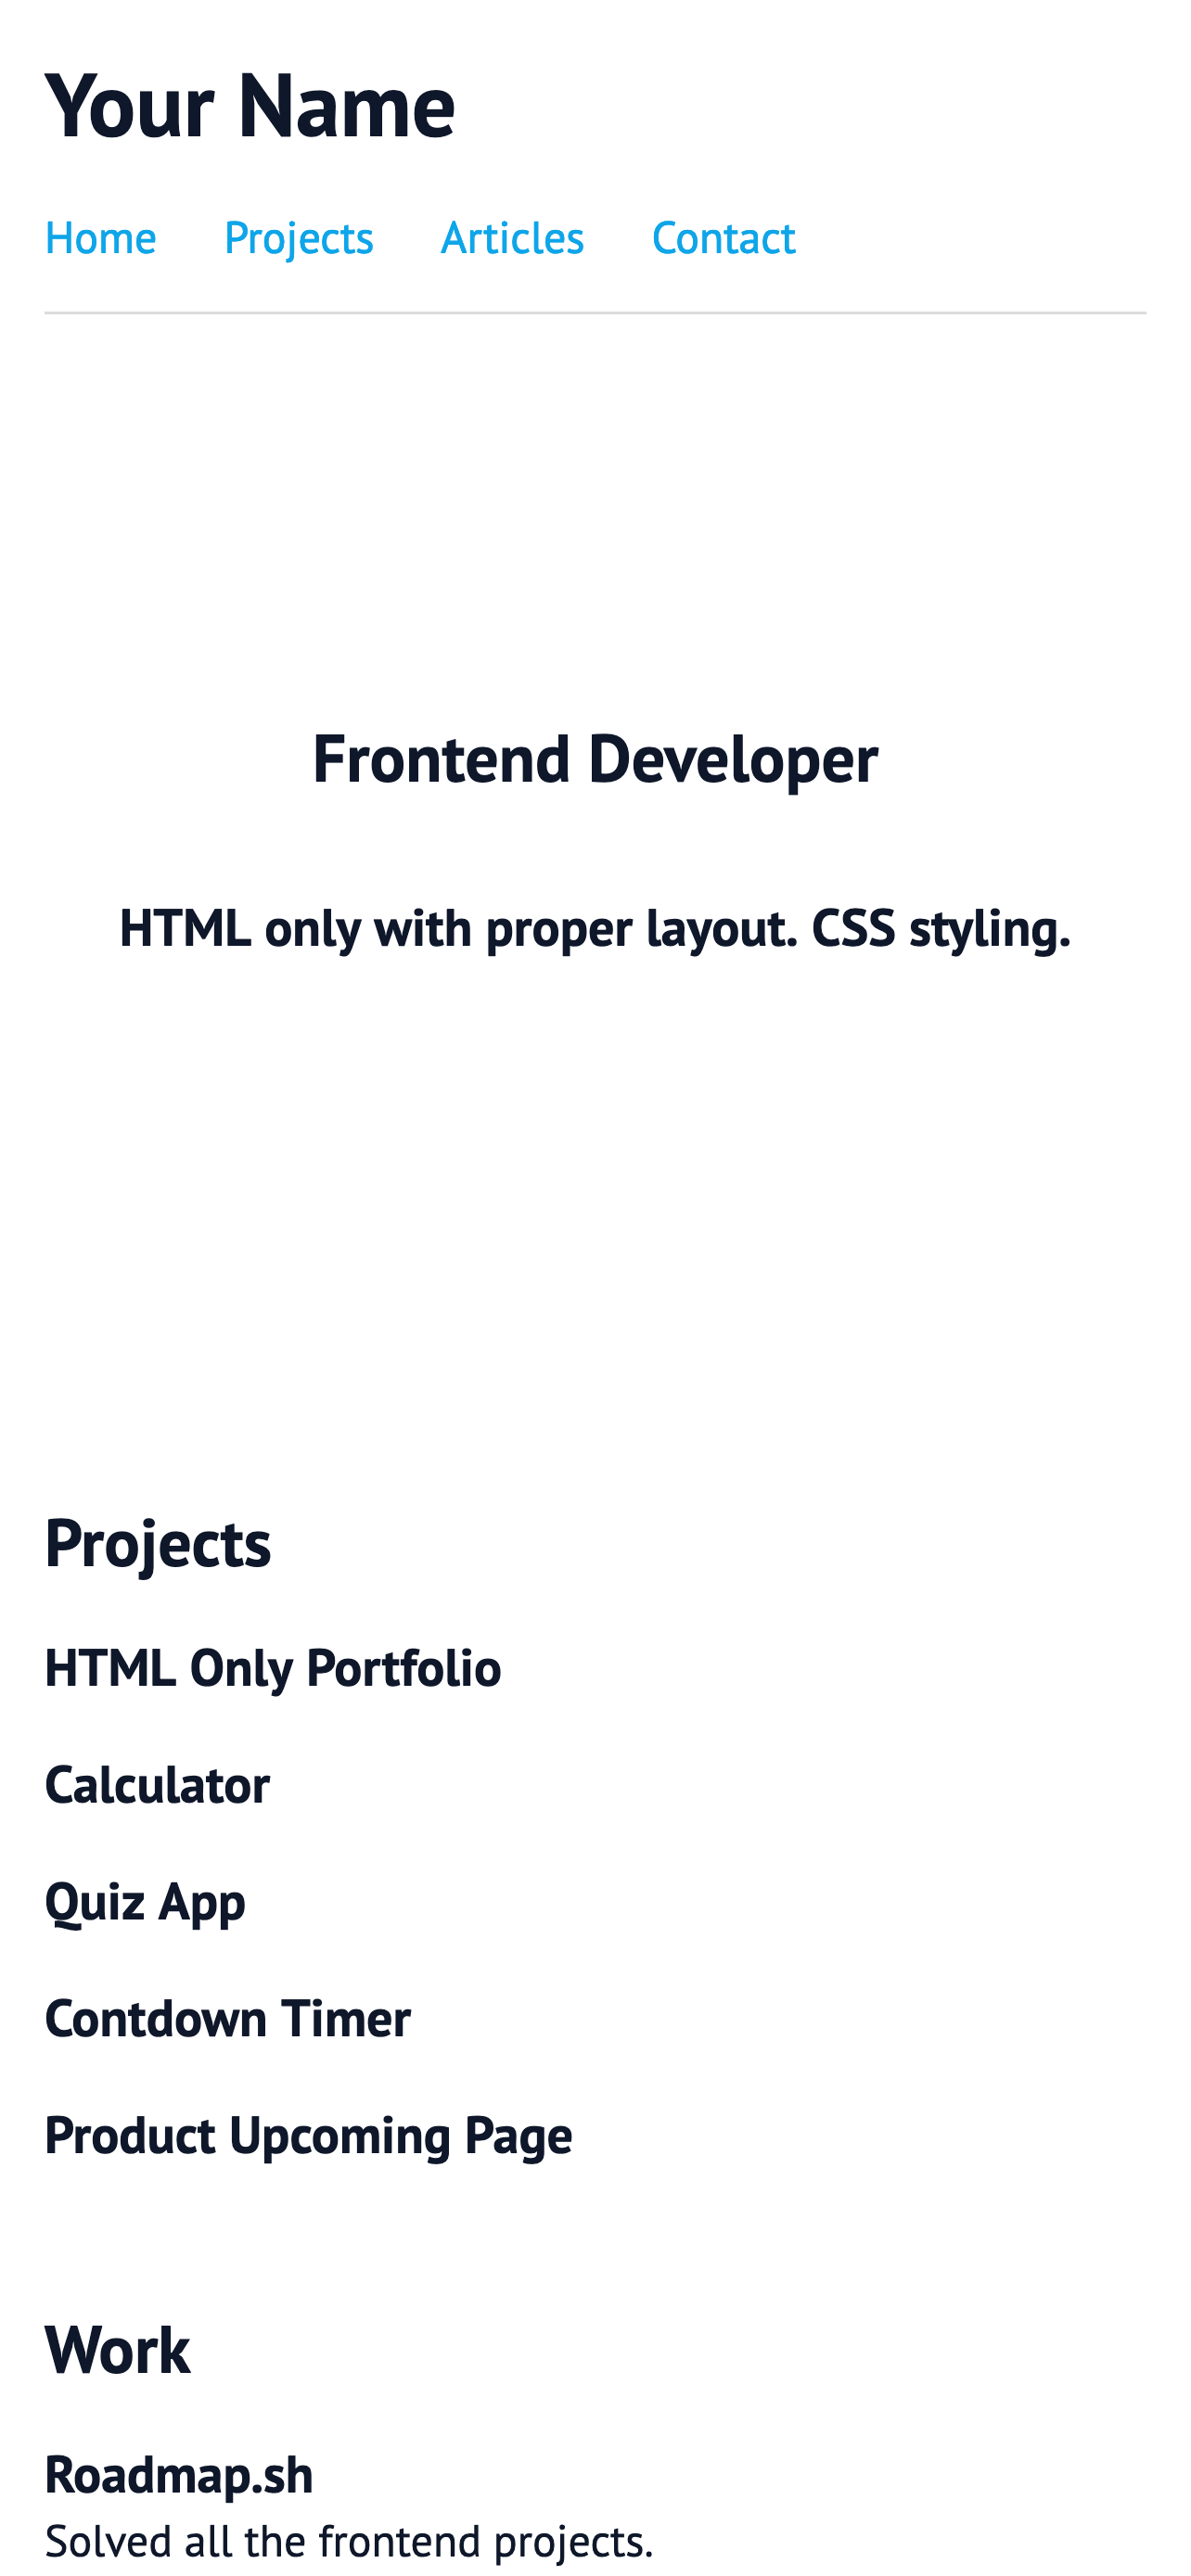 Your Name
Home Projects Articles Contact
Frontend Developer
HTML only with proper layout. CSS styling.
Projects
HTML Only Portfolio
Calculator
Quiz App
Contdown Timer
Product Upcoming Page
Work
Roadmap.sh
Solved all the frontend projects.